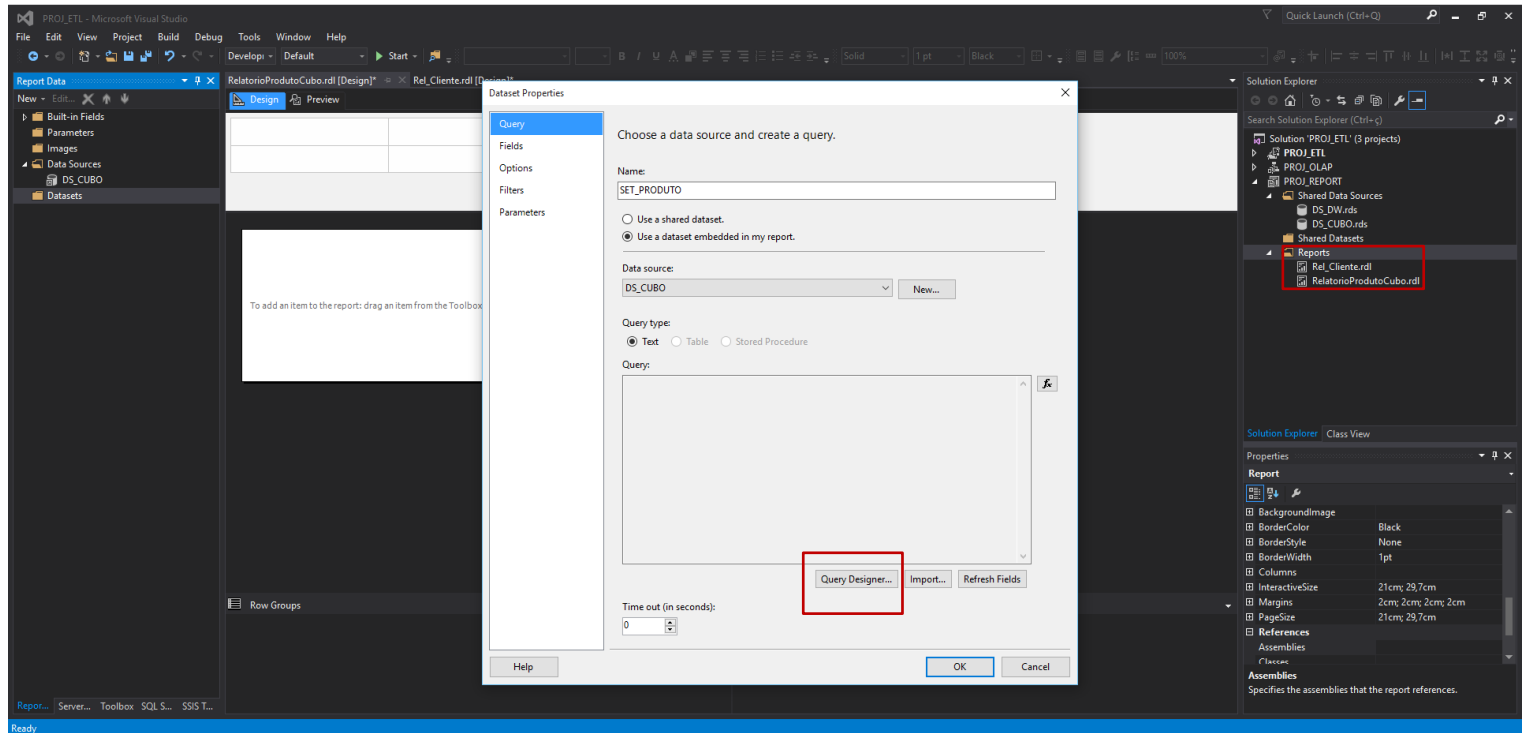 PROJ_ETL - Microsoft Visual Studio
Quick Launch (Ctrl+Q)
File Edit View Project Build Debug Tools Window Help
Developi Default Start Solid 1 pt Black 100%
Report Data
New Edit...
Built-in Fields
Parameters
Images
Data Sources
DS_CUBO
Datasets
RelatorioProdutoCubo.rdl [Design]* Rel_Cliente.rdl [Design]*
Design Preview
To add an item to the report: drag an item from the Toolbox
Row Groups
Dataset Properties
Query
Fields
Options
Filters
Parameters
Choose a data source and create a query.
Name:
SET_PRODUTO
Use a shared dataset.
Use a dataset embedded in my report.
Data source:
DS_CUBO New...
Query type:
Text Table Stored Procedure
Query:
fx
Query Designer... Import... Refresh Fields
Time out (in seconds):
0
Help OK Cancel
Solution Explorer
Search Solution Explorer (Ctrl+ç)
Solution 'PROJ_ETL' (3 projects)
PROJ_ETL
PROJ_OLAP
PROJ_REPORT
Shared Data Sources
DS_DW.rds
DS_CUBO.rds
Shared Datasets
Reports
Rel_Cliente.rdl
RelatorioProdutoCubo.rdl
Solution Explorer Class View
Properties
Report
BackgroundImage
BorderColor Black
BorderStyle None
BorderWidth 1pt
Columns
InteractiveSize 21cm; 29,7cm
Margins 2cm; 2cm; 2cm; 2cm
PageSize 21cm; 29,7cm
References
Assemblies
Classes
Assemblies
Specifies the assemblies that the report references.
Repor... Server... Toolbox SQL S... SSIS T...
Ready